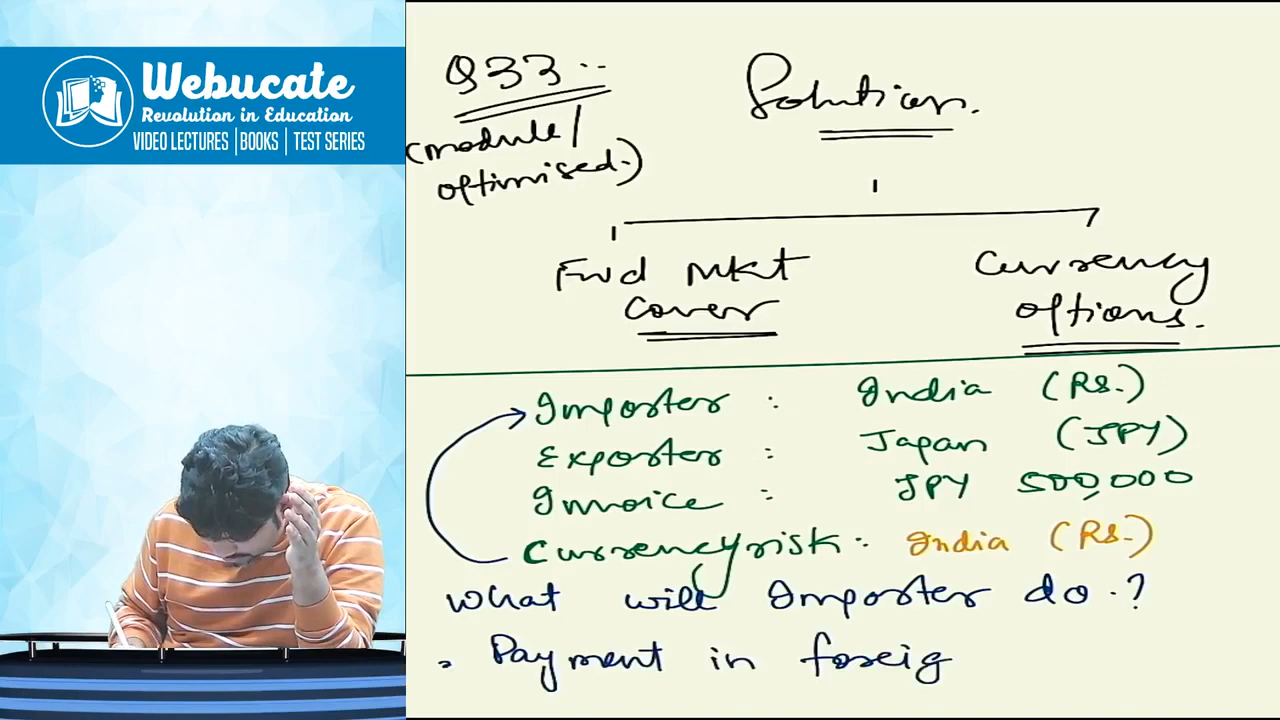 Webucate
Revolution in Education
VIDEO LECTURES | BOOKS | TEST SERIES
Q33..
(module/
optimised.)
Solution.
Fwd Mkt
cover
Currency
options.
Importer : India (Rs.)
Exporter : Japan (JPY)
Invoice : JPY 500,000
Currency risk : India (Rs.)
What will Importer do.?
Payment in foreig